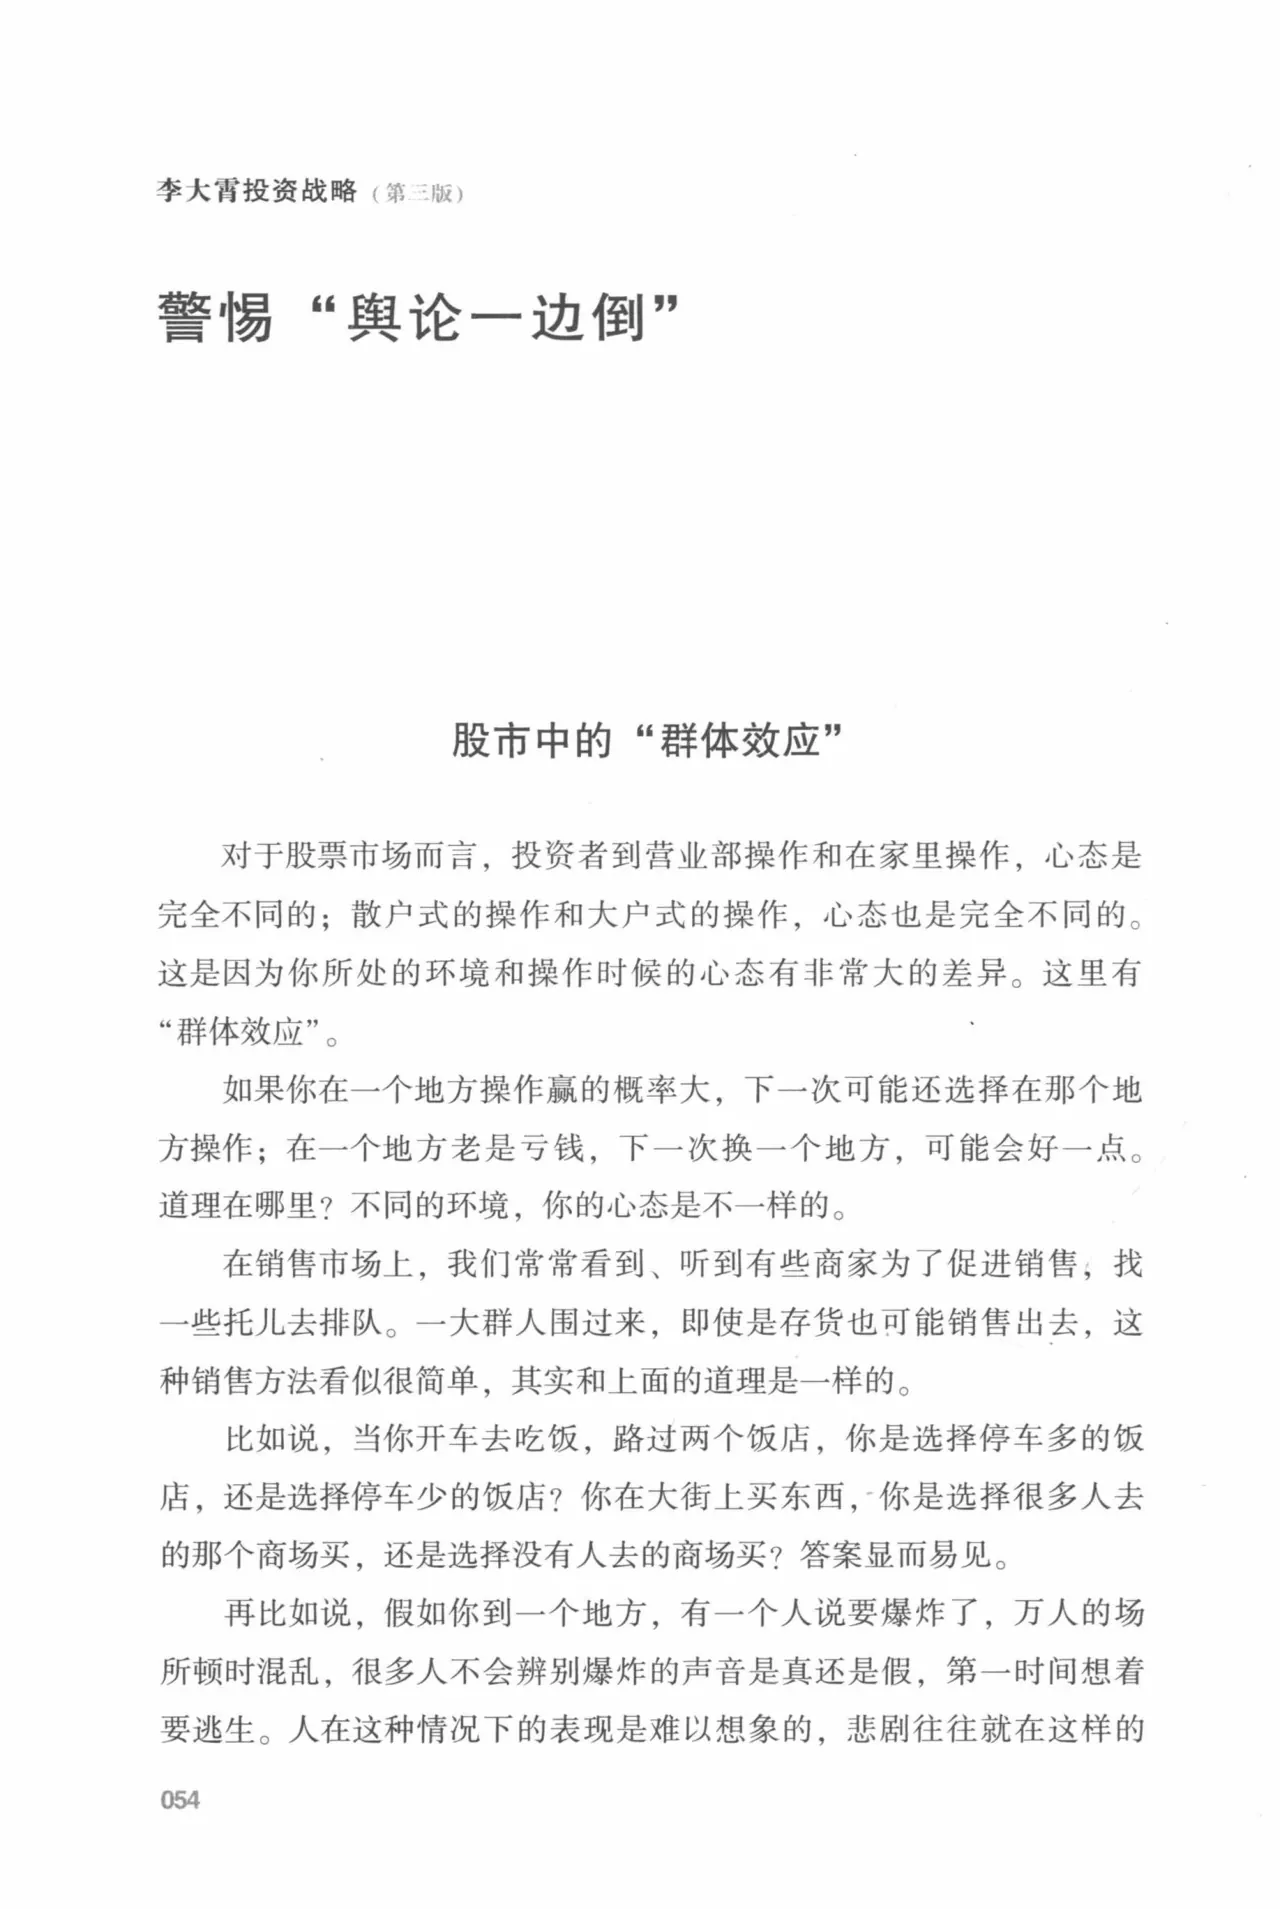 李大霄投资战略（第三版）
警惕“舆论一边倒”
股市中的“群体效应”
对于股票市场而言，投资者到营业部操作和在家里操作，心态是
完全不同的；散户式的操作和大户式的操作，心态也是完全不同的。
这是因为你所处的环境和操作时候的心态有非常大的差异。这里有
“群体效应”。
如果你在一个地方操作赢的概率大，下一次可能还选择在那个地
方操作；在一个地方老是亏钱，下一次换一个地方，可能会好一点。
道理在哪里？不同的环境，你的心态是不一样的。
在销售市场上，我们常常看到、听到有些商家为了促进销售，找
一些托儿去排队。一大群人围过来，即使是存货也可能销售出去，这
种销售方法看似很简单，其实和上面的道理是一样的。
比如说，当你开车去吃饭，路过两个饭店，你是选择停车多的饭
店，还是选择停车少的饭店？你在大街上买东西，你是选择很多人去
的那个商场买，还是选择没有人去的商场买？答案显而易见。
再比如说，假如你到一个地方，有一个人说要爆炸了，万人的场
所顿时混乱，很多人不会辨别爆炸的声音是真还是假，第一时间想着
要逃生。人在这种情况下的表现是难以想象的，悲剧往往就在这样的
054